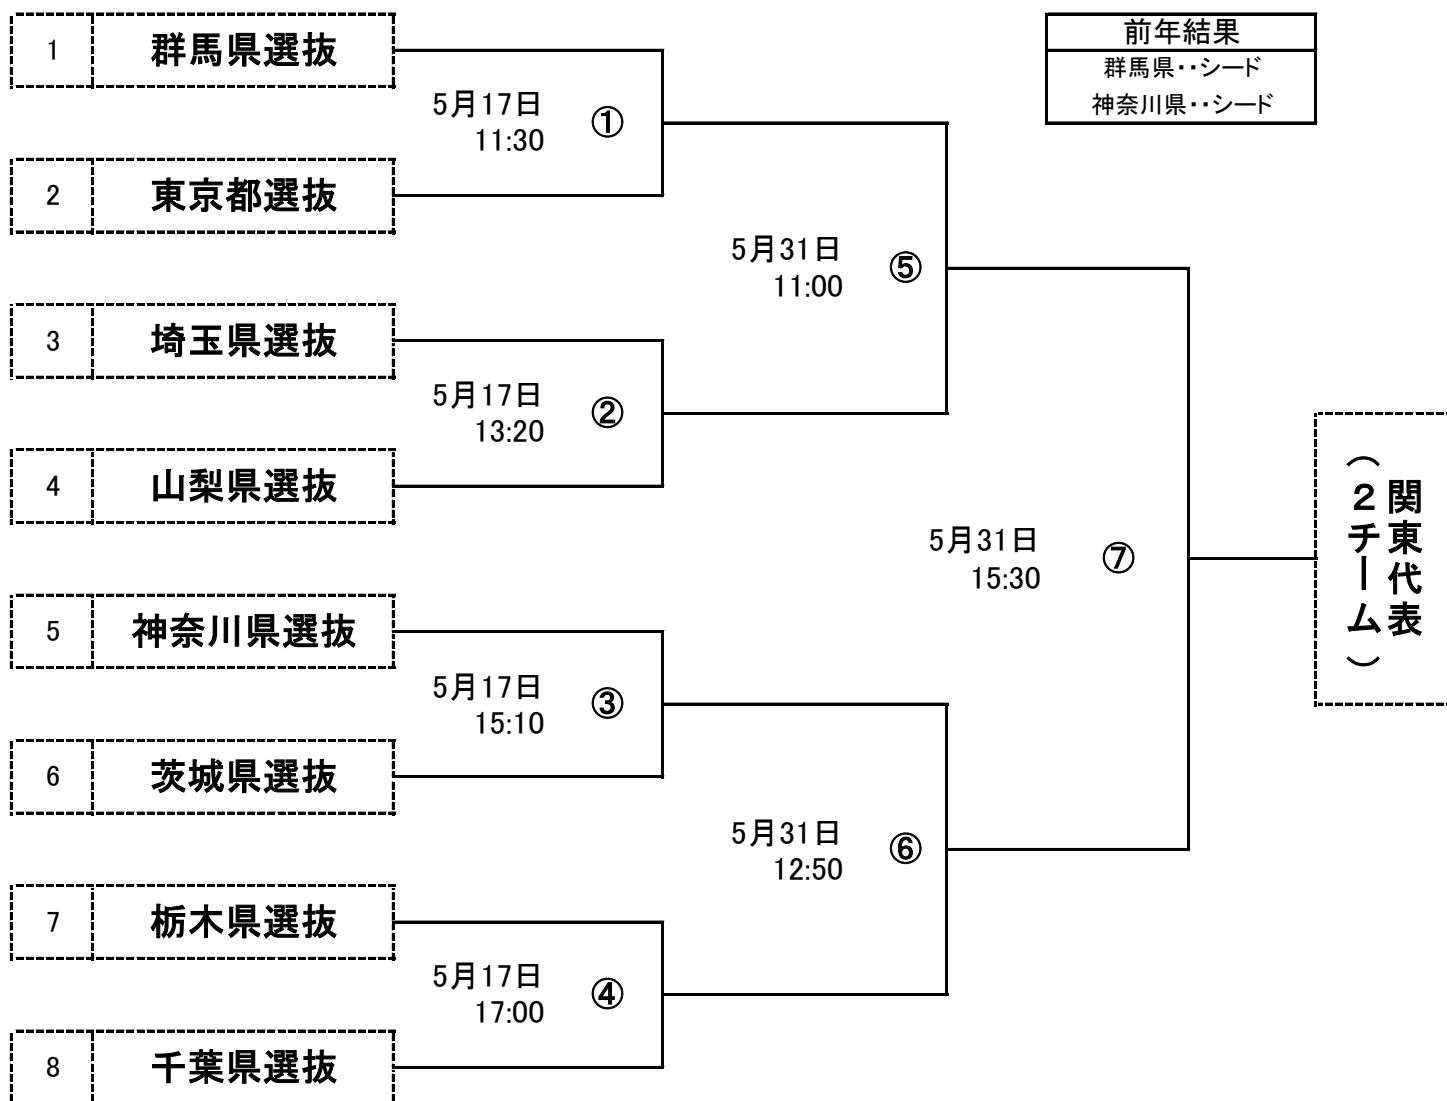 1 群馬県選抜
5月17日
11:30
①
2 東京都選抜
前年結果
群馬県・・シード
神奈川県・・シード
5月31日
11:00
⑤
3 埼玉県選抜
5月17日
13:20
②
4 山梨県選抜
5月31日
15:30
⑦
関東代表
（２チーム）
5 神奈川県選抜
5月17日
15:10
③
6 茨城県選抜
5月31日
12:50
⑥
7 栃木県選抜
5月17日
17:00
④
8 千葉県選抜